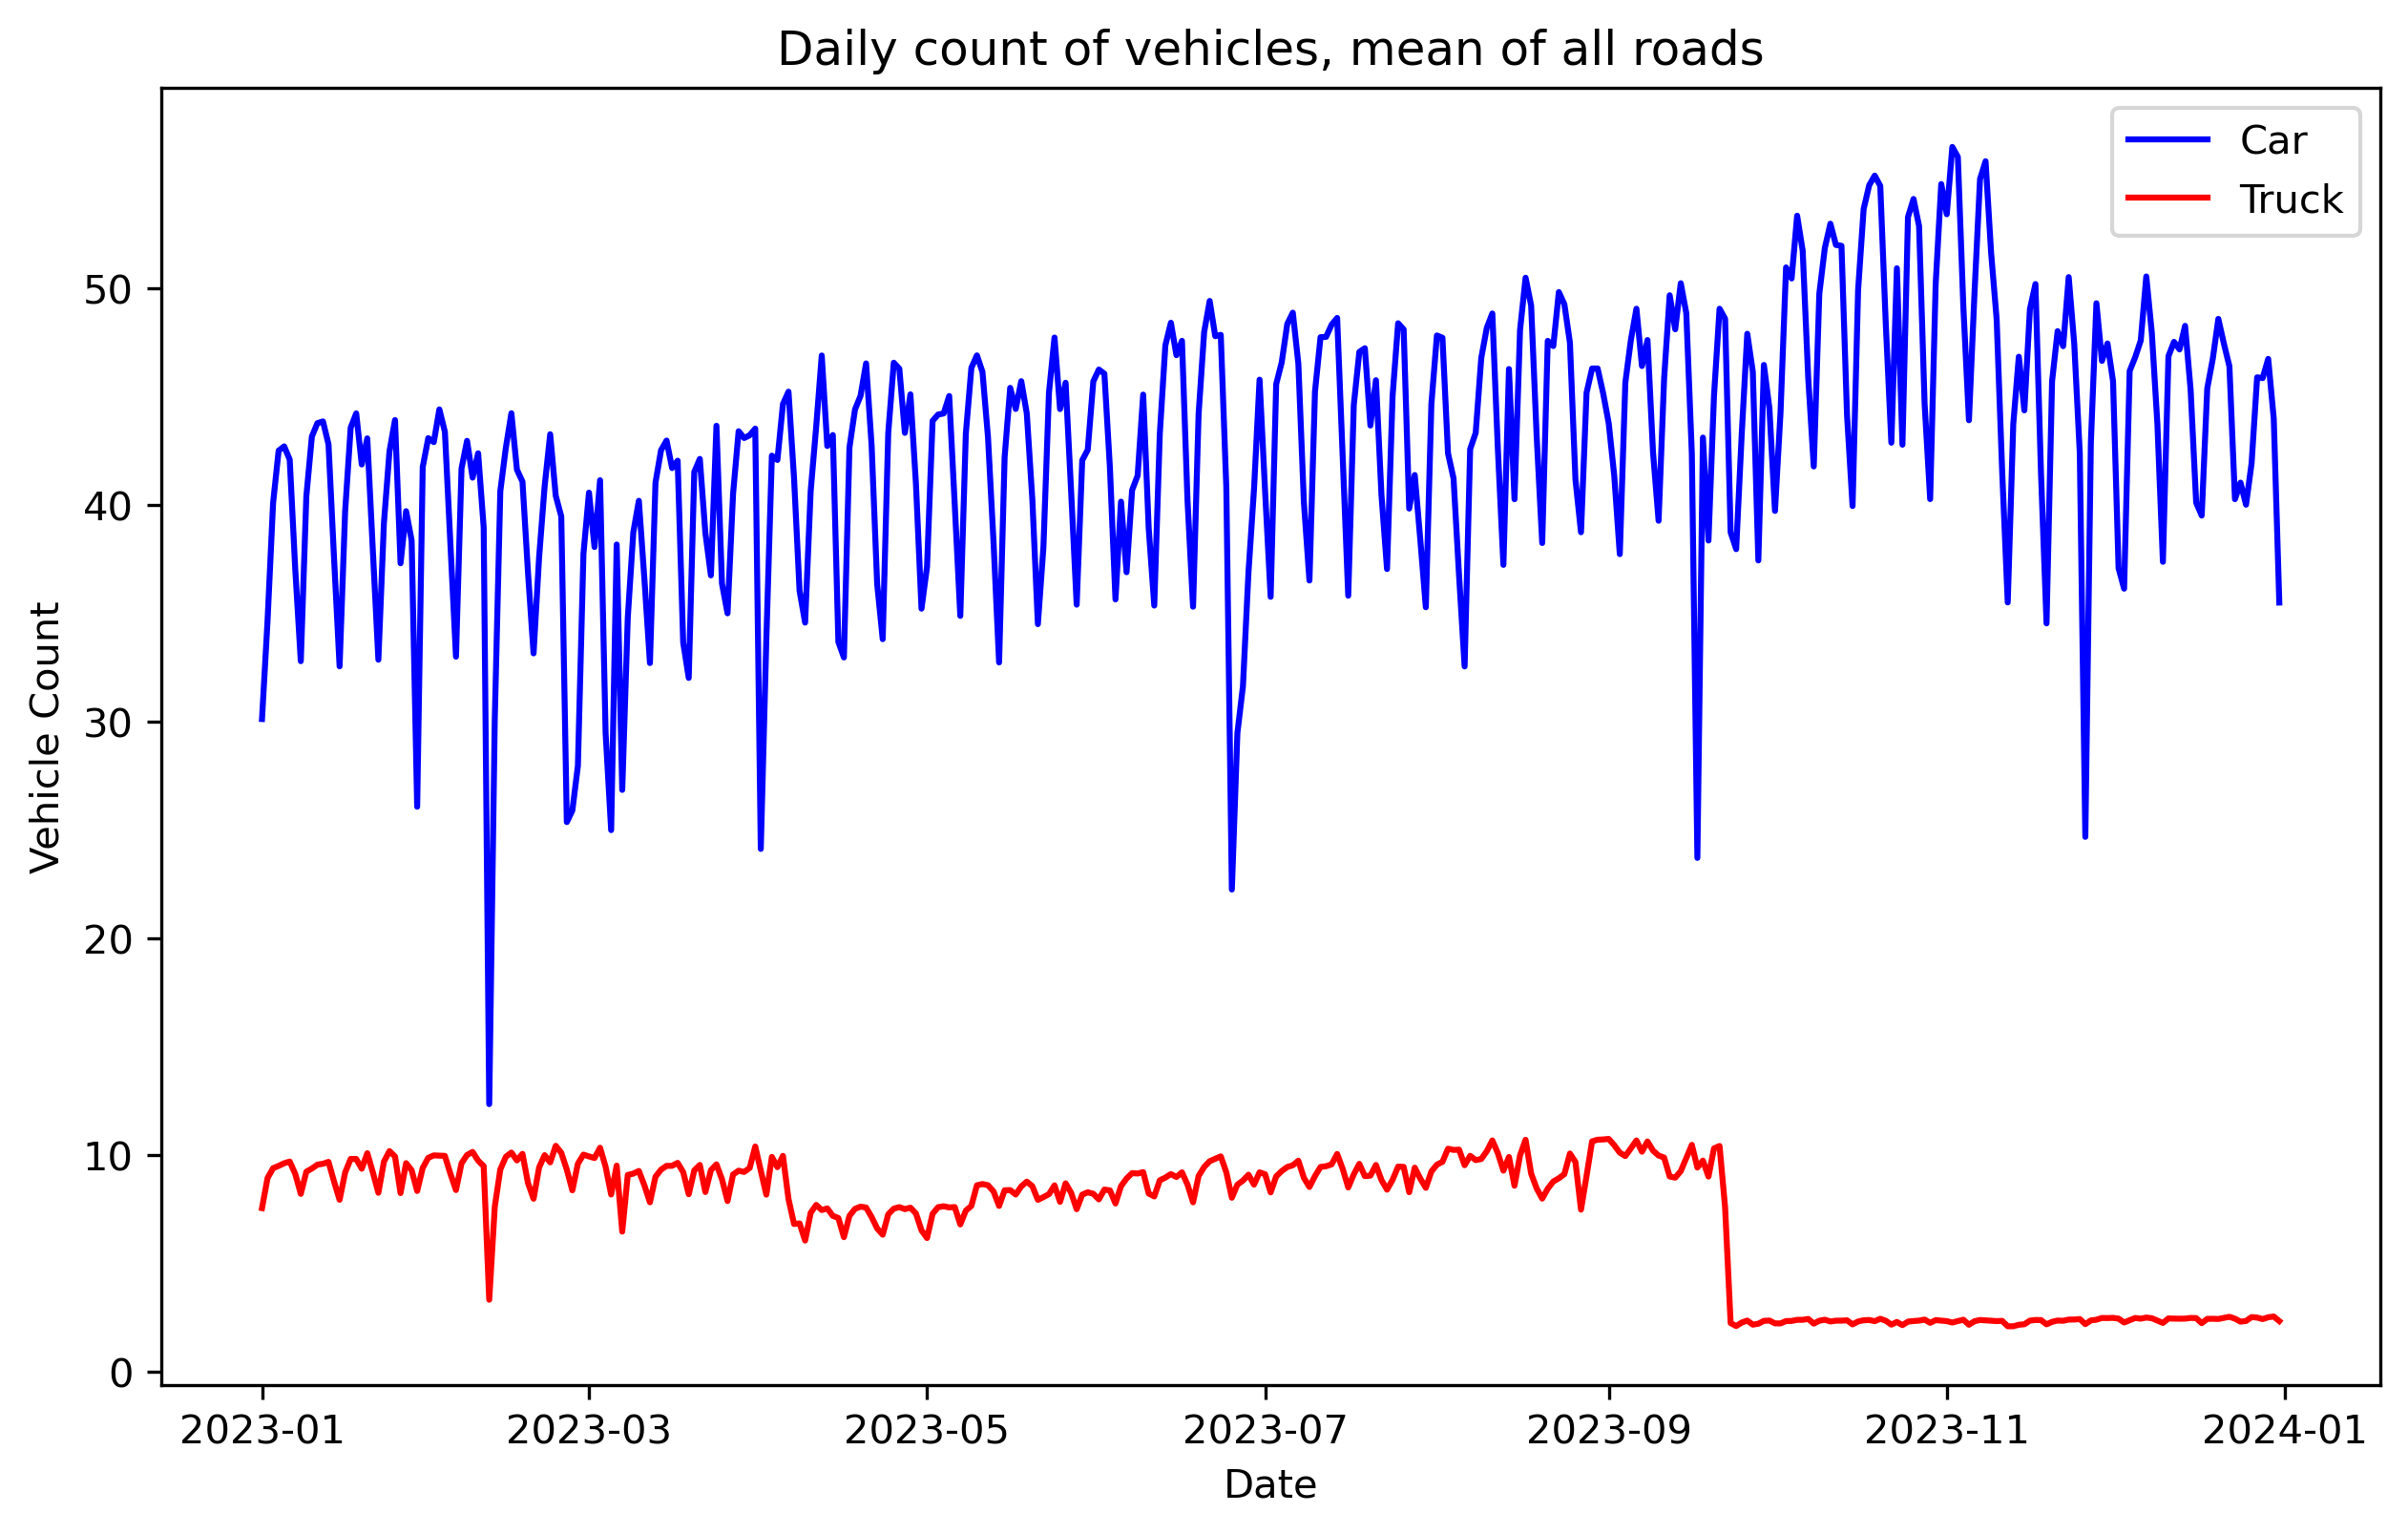 Daily count of vehicles, mean of all roads
Car
Truck
Vehicle Count
50
40
30
20
10
0
2023-01 2023-03 2023-05 2023-07 2023-09 2023-11 2024-01
Date